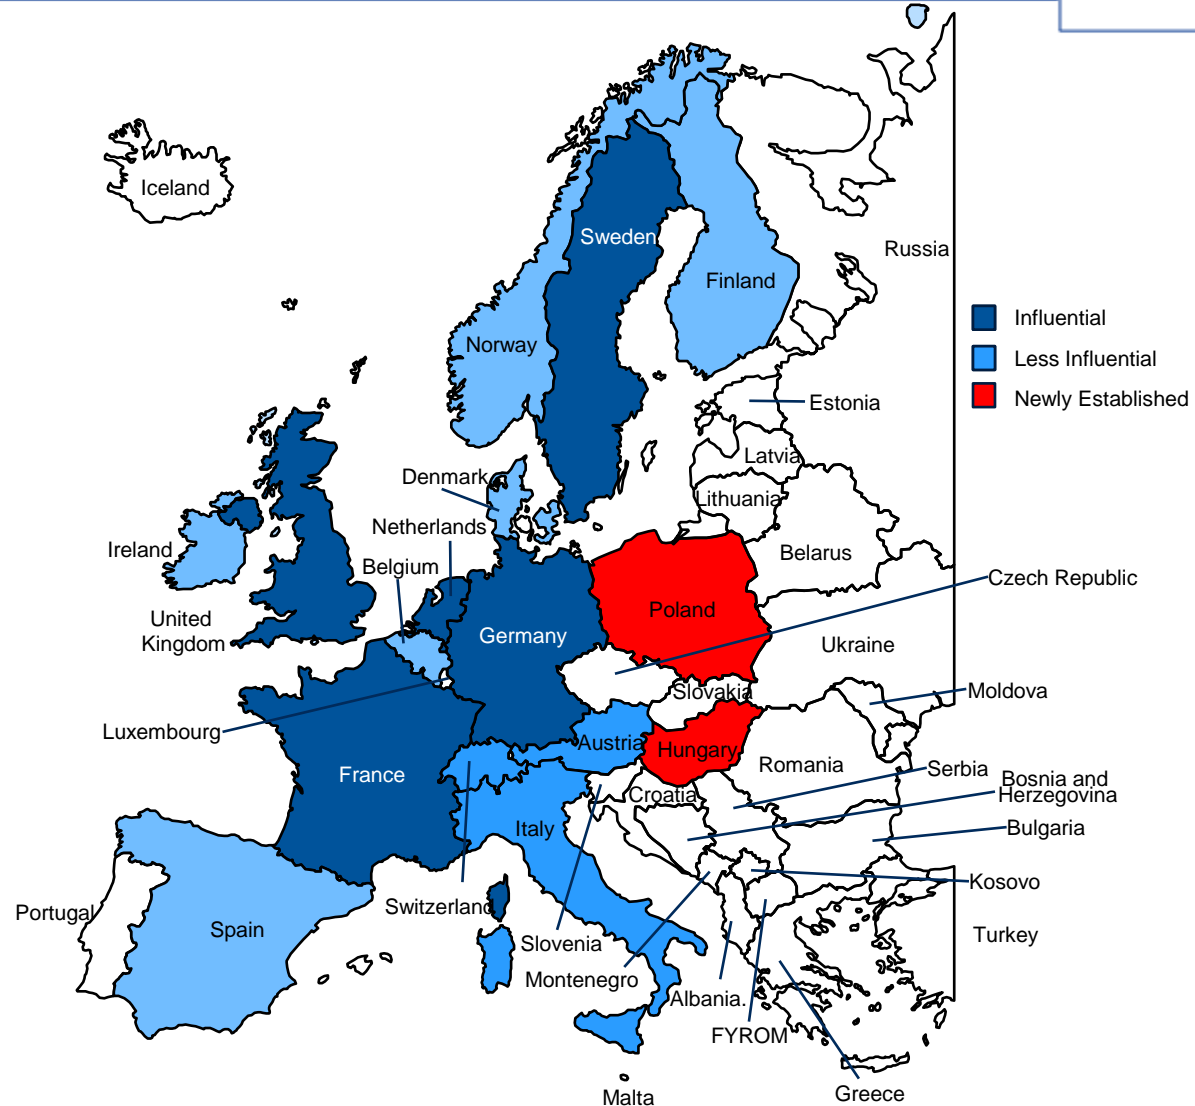 Iceland
Sweden
Russia
Finland
Influential
Norway
Less Influential
Newly Established
Estonia
Latvia
Denmark
Lithuania
Netherlands
Ireland
Belarus
Belgium
Czech Republic
United
Kingdom
Poland
Germany
Ukraine
Slovakia
Moldova
Luxembourg
Austria
Hungary
France
Romania
Serbia
Bosnia and
Herzegovina
Croatia
Italy
Bulgaria
Kosovo
Portugal
Switzerland
Spain
Slovenia
Turkey
Montenegro
Albania.
FYROM
Greece
Malta